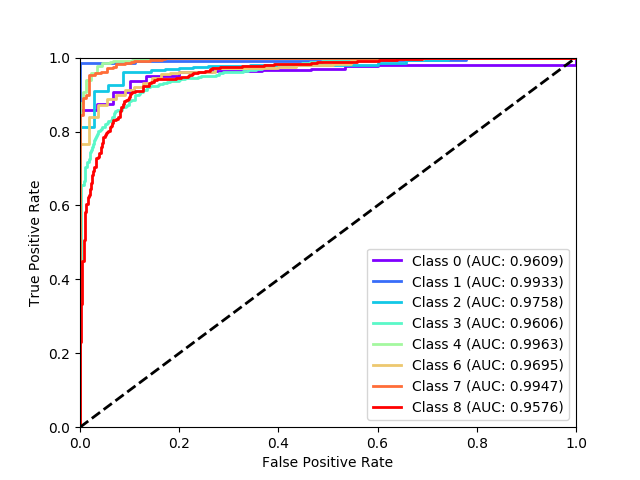 1.0
0.8
0.6
0.4
0.2
0.0
True Positive Rate
0.0 0.2 0.4 0.6 0.8 1.0
False Positive Rate
Class 0 (AUC: 0.9609)
Class 1 (AUC: 0.9933)
Class 2 (AUC: 0.9758)
Class 3 (AUC: 0.9606)
Class 4 (AUC: 0.9963)
Class 6 (AUC: 0.9695)
Class 7 (AUC: 0.9947)
Class 8 (AUC: 0.9576)